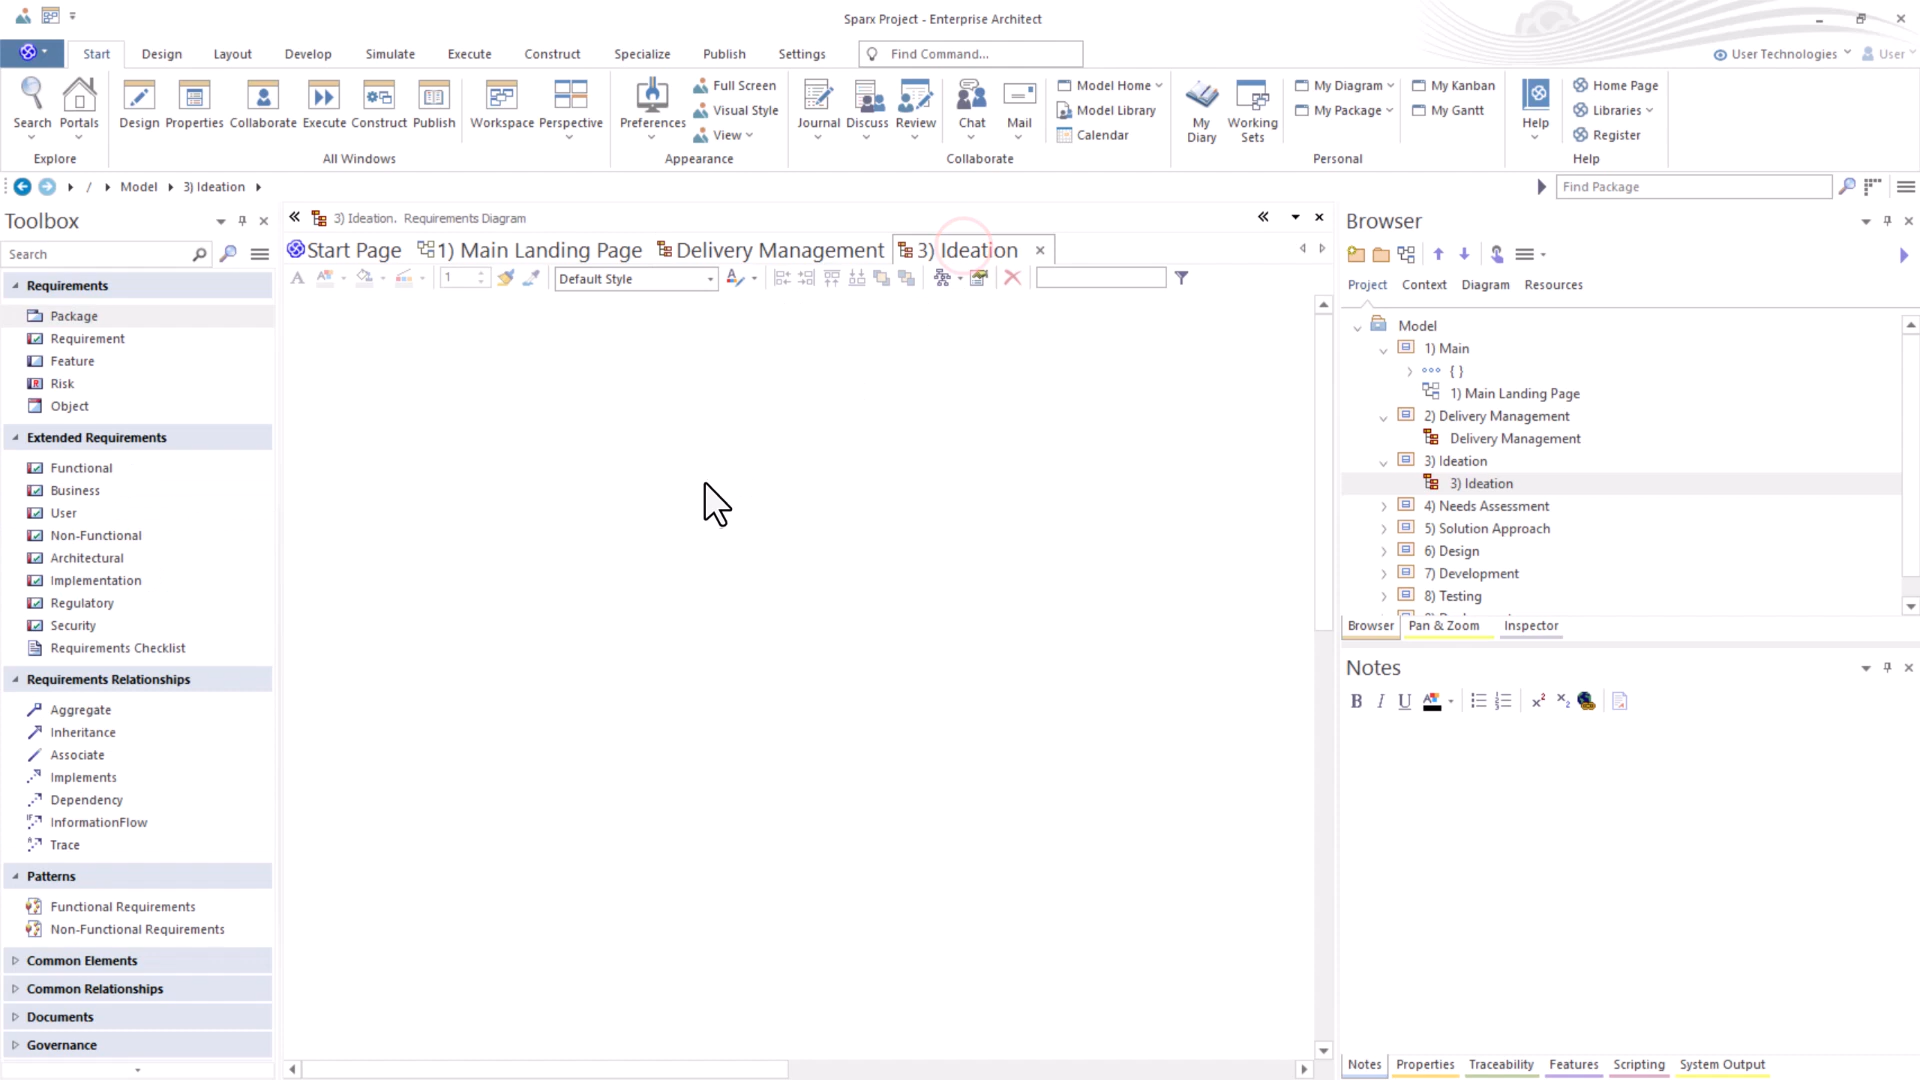 Sparx Project - Enterprise Architect
Start
Design
Layout
Develop
Simulate
Execute
Construct
Specialize
Publish
Settings
Find Command...
User Technologies
User
Search
Portals
Explore
Design
Properties
Collaborate
Execute
Construct
Publish
Workspace
Perspective
All Windows
Preferences
Full Screen
Visual Style
View
Appearance
Journal
Discuss
Review
Chat
Mail
Model Home
Model Library
Calendar
Collaborate
My Diary
Working Sets
My Diagram
My Package
My Kanban
My Gantt
Personal
Help
Home Page
Libraries
Register
Help
/ Model 3) Ideation
Find Package
Toolbox
Search
Requirements
Package
Requirement
Feature
Risk
Object
Extended Requirements
Functional
Business
User
Non-Functional
Architectural
Implementation
Regulatory
Security
Requirements Checklist
Requirements Relationships
Aggregate
Inheritance
Associate
Implements
Dependency
InformationFlow
Trace
Patterns
Functional Requirements
Non-Functional Requirements
Common Elements
Common Relationships
Documents
Governance
3) Ideation. Requirements Diagram
Start Page
1) Main Landing Page
Delivery Management
3) Ideation
1
Default Style
Browser
Project
Context
Diagram
Resources
Model
1) Main
{ }
1) Main Landing Page
2) Delivery Management
Delivery Management
3) Ideation
3) Ideation
4) Needs Assessment
5) Solution Approach
6) Design
7) Development
8) Testing
Browser
Pan & Zoom
Inspector
Notes
B I U
Notes
Properties
Traceability
Features
Scripting
System Output